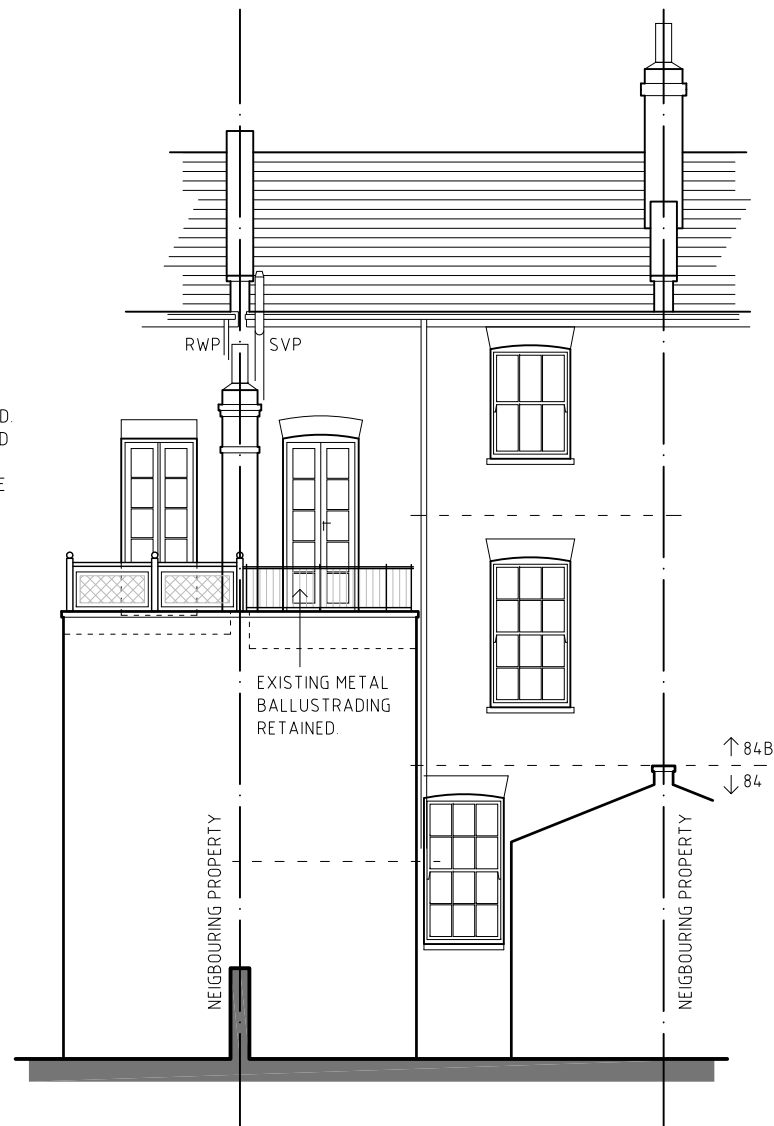 RWP
SVP
D.
D
E
EXISTING METAL
BALLUSTRADING
RETAINED.
84B
84
NEIGBOURING PROPERTY
NEIGBOURING PROPERTY